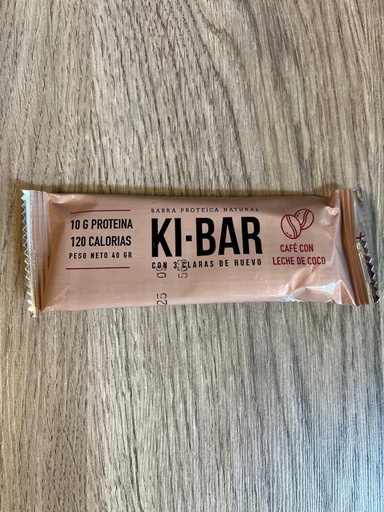 BARRA PROTEICA NATURAL
10 G PROTEINA
120 CALORIAS
PESO NETO 40 GR
KI·BAR
CON 3 CLARAS DE HUEVO
CAFÉ CON
LECHE DE COCO